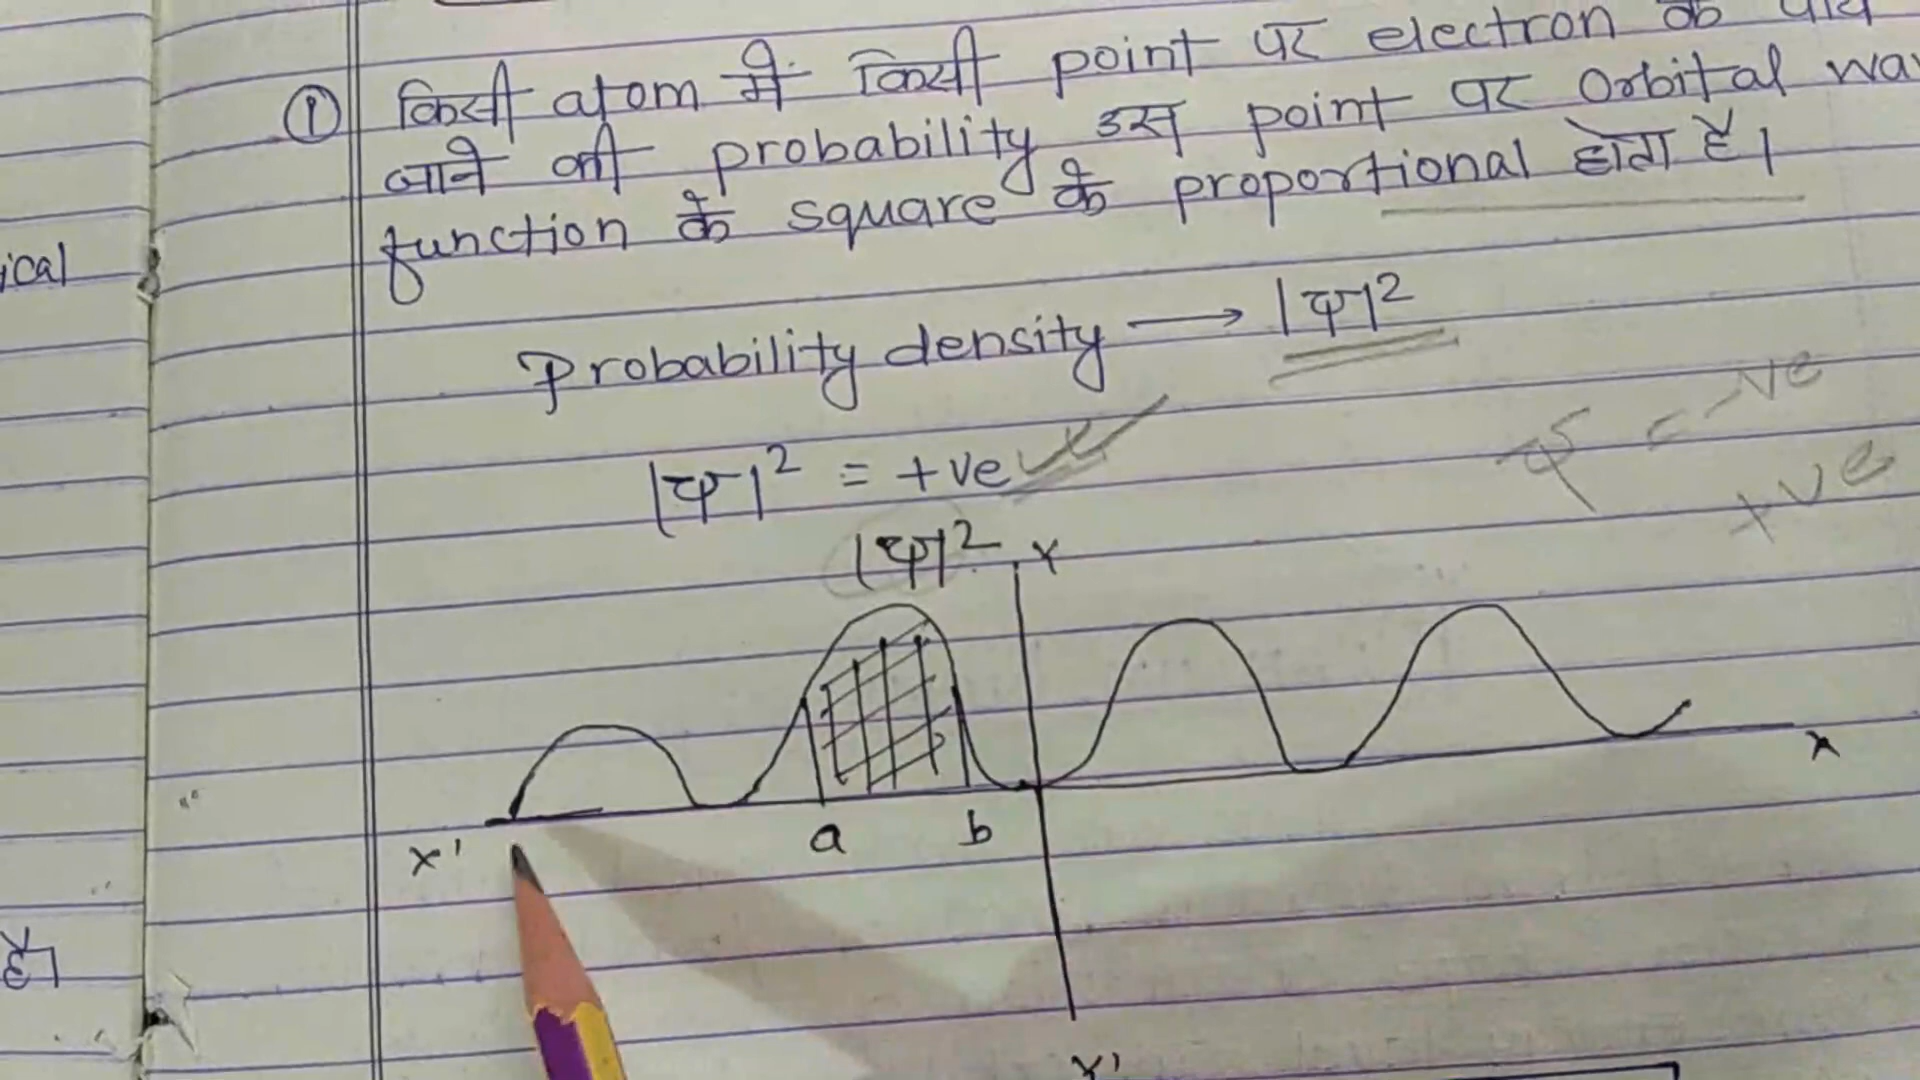 ① किसी atom में किसी point पर electron के पाये
जाने की probability उस point पर Orbital wav
function के square के proportional होता है।
Probability density → |Ψ|²
|Ψ|² = +ve
Ψ -ve
+ve
|Ψ|² Y
X
X' a b
Y'
ical
है